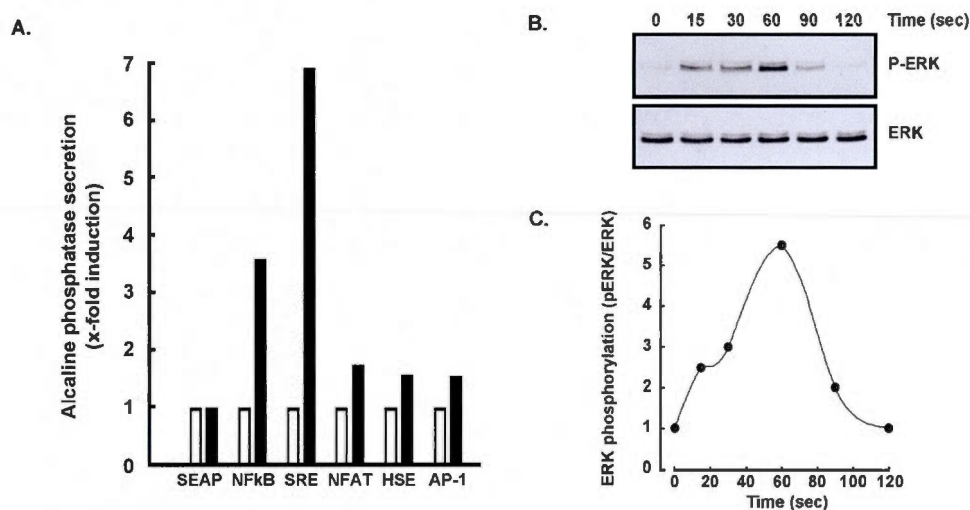 A.
Alcaline phosphatase secretion
(x-fold induction)
7
6
5
4
3
2
1
0
SEAP NFkB SRE NFAT HSE AP-1
B.
0 15 30 60 90 120 Time (sec)
P-ERK
ERK
C.
ERK phosphorylation (pERK/ERK)
6
5
4
3
2
1
0
0 20 40 60 80 100 120
Time (sec)